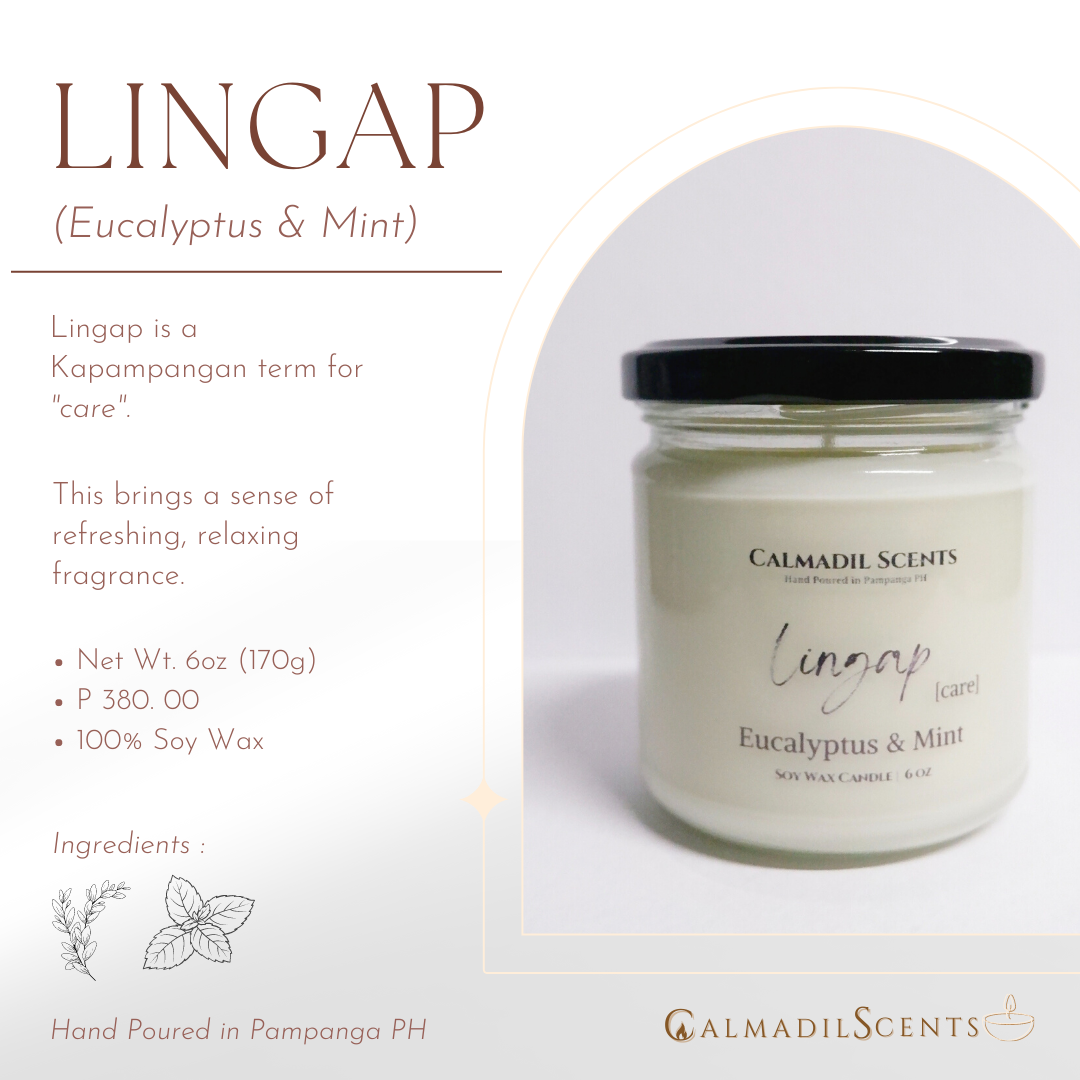 LINGAP
(Eucalyptus & Mint)
Lingap is a
Kapampangan term for
"care".
This brings a sense of
refreshing, relaxing
fragrance.
• Net Wt. 6oz (170g)
• P 380. 00
• 100% Soy Wax
Ingredients :
Hand Poured in Pampanga PH
CALMADIL SCENTS
Hand Poured in Pampanga PH
Lingap
[care]
Eucalyptus & Mint
SOY WAX CANDLE | 6 OZ
CALMADILSCENTS